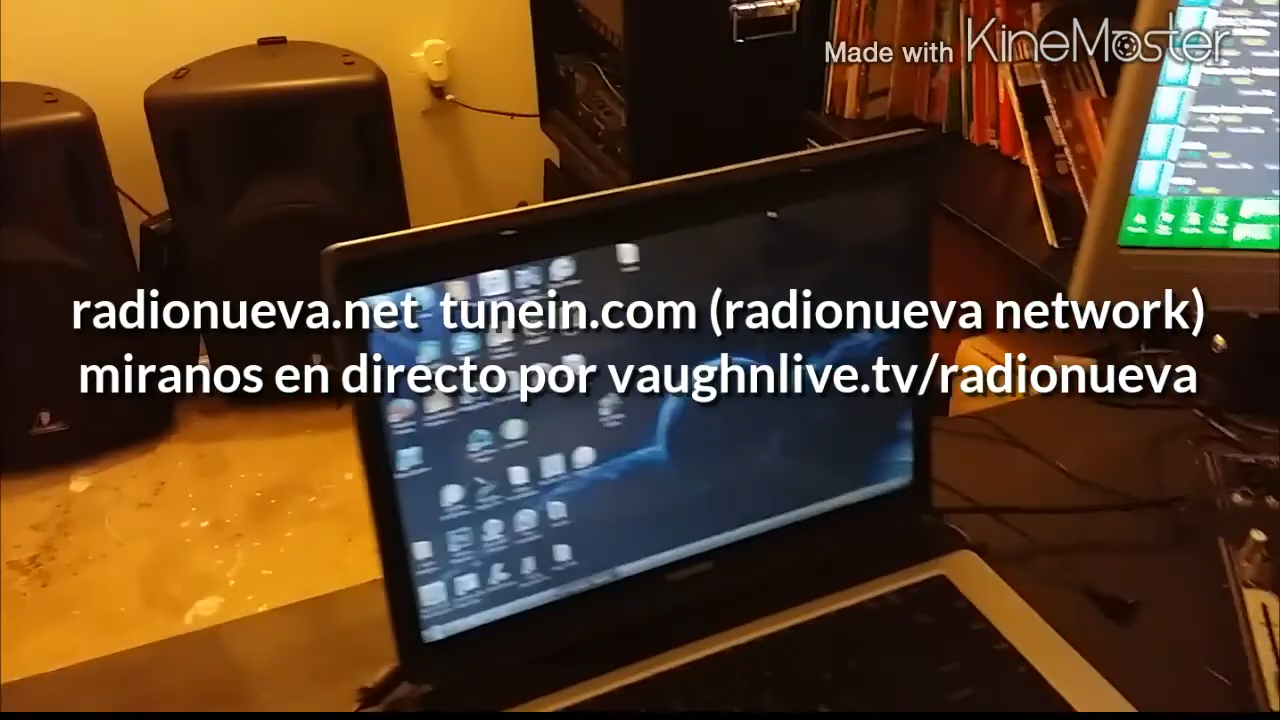 Made with KineMaster
radionueva.net tunein.com (radionueva network)
miranos en directo por vaughnlive.tv/radionueva